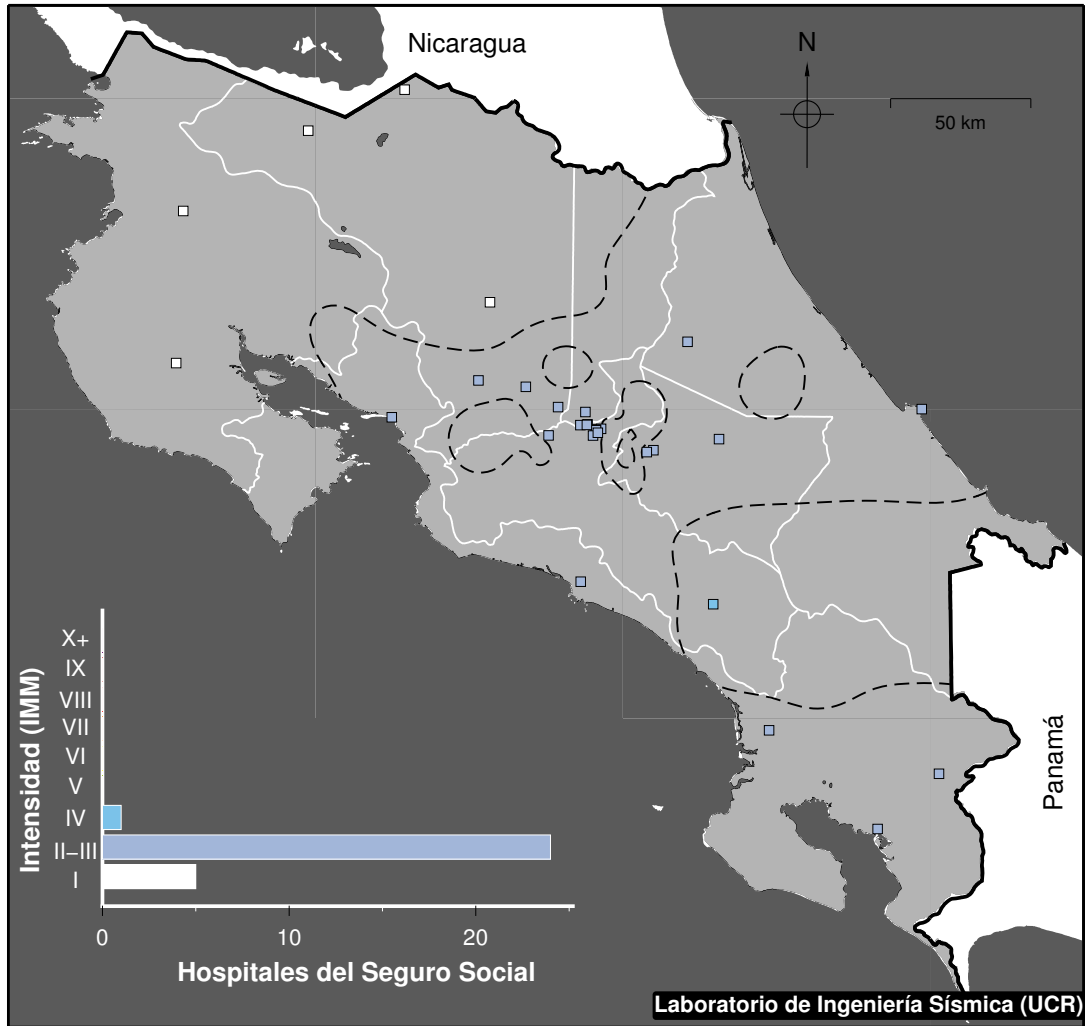 Nicaragua
N
50 km
Panamá
Intensidad (IMM)
X+
IX
VIII
VII
VI
V
IV
II–III
I
0 10 20
Hospitales del Seguro Social
Laboratorio de Ingeniería Sísmica (UCR)